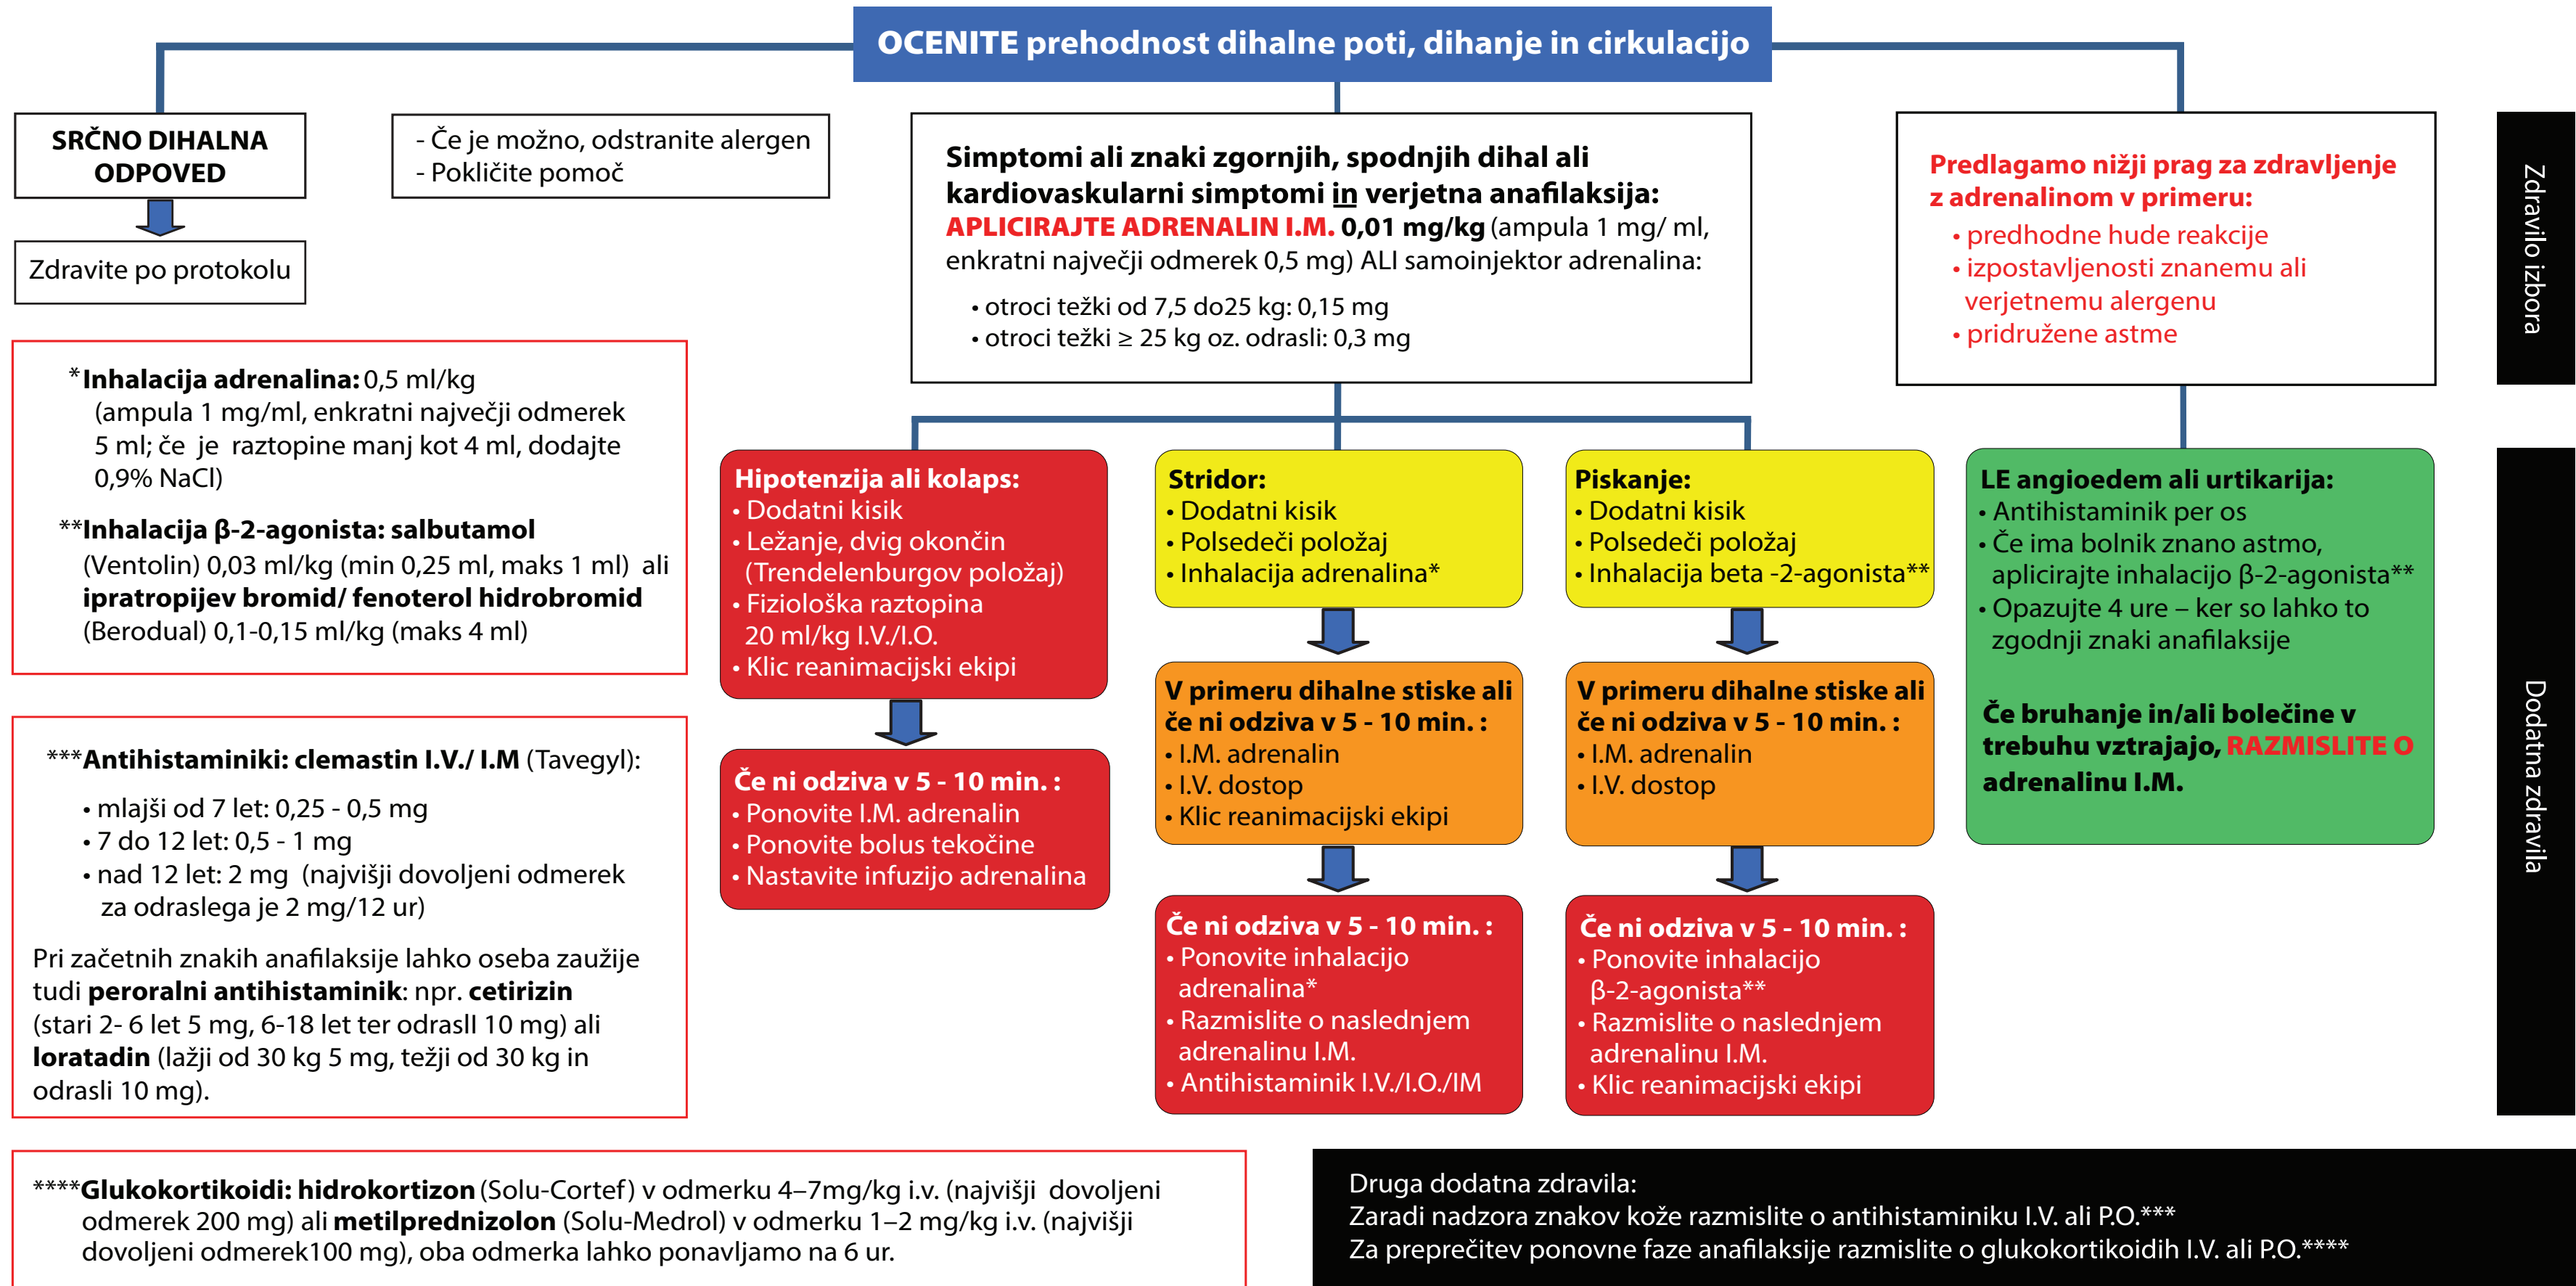 OCENITE prehodnost dihalne poti, dihanje in cirkulacijo
SRČNO DIHALNA
ODPOVED
Zdravite po protokolu
- Če je možno, odstranite alergen
- Pokličite pomoč
Simptomi ali znaki zgornjih, spodnjih dihal ali
kardiovaskularni simptomi in verjetna anafilaksija:
APLICIRAJTE ADRENALIN I.M. 0,01 mg/kg (ampula 1 mg/ ml,
enkratni največji odmerek 0,5 mg) ALI samoinjektor adrenalina:
• otroci težki od 7,5 do25 kg: 0,15 mg
• otroci težki ≥ 25 kg oz. odrasli: 0,3 mg
Predlagamo nižji prag za zdravljenje
z adrenalinom v primeru:
• predhodne hude reakcije
• izpostavljenosti znanemu ali
verjetnemu alergenu
• pridružene astme
Zdravilo izbora
*Inhalacija adrenalina: 0,5 ml/kg
(ampula 1 mg/ml, enkratni največji odmerek
5 ml; če je raztopine manj kot 4 ml, dodajte
0,9% NaCl)
**Inhalacija β-2-agonista: salbutamol
(Ventolin) 0,03 ml/kg (min 0,25 ml, maks 1 ml) ali
ipratropijev bromid/ fenoterol hidrobromid
(Berodual) 0,1-0,15 ml/kg (maks 4 ml)
***Antihistaminiki: clemastin I.V./ I.M (Tavegyl):
• mlajši od 7 let: 0,25 - 0,5 mg
• 7 do 12 let: 0,5 - 1 mg
• nad 12 let: 2 mg (najvišji dovoljeni odmerek
za odraslega je 2 mg/12 ur)
Pri začetnih znakih anafilaksije lahko oseba zaužije
tudi peroralni antihistaminik: npr. cetirizin
(stari 2- 6 let 5 mg, 6-18 let ter odraslI 10 mg) ali
loratadin (lažji od 30 kg 5 mg, težji od 30 kg in
odrasli 10 mg).
Hipotenzija ali kolaps:
• Dodatni kisik
• Ležanje, dvig okončin
(Trendelenburgov položaj)
• Fiziološka raztopina
20 ml/kg I.V./I.O.
• Klic reanimacijski ekipi
Če ni odziva v 5 - 10 min. :
• Ponovite I.M. adrenalin
• Ponovite bolus tekočine
• Nastavite infuzijo adrenalina
Stridor:
• Dodatni kisik
• Polsedeči položaj
• Inhalacija adrenalina*
V primeru dihalne stiske ali
če ni odziva v 5 - 10 min. :
• I.M. adrenalin
• I.V. dostop
• Klic reanimacijski ekipi
Če ni odziva v 5 - 10 min. :
• Ponovite inhalacijo
adrenalina*
• Razmislite o naslednjem
adrenalinu I.M.
• Antihistaminik I.V./I.O./IM
Piskanje:
• Dodatni kisik
• Polsedeči položaj
• Inhalacija beta -2-agonista**
V primeru dihalne stiske ali
če ni odziva v 5 - 10 min. :
• I.M. adrenalin
• I.V. dostop
Če ni odziva v 5 - 10 min. :
• Ponovite inhalacijo
β-2-agonista**
• Razmislite o naslednjem
adrenalinu I.M.
• Klic reanimacijski ekipi
LE angioedem ali urtikarija:
• Antihistaminik per os
• Če ima bolnik znano astmo,
aplicirajte inhalacijo β-2-agonista**
• Opazujte 4 ure – ker so lahko to
zgodnji znaki anafilaksije
Če bruhanje in/ali bolečine v
trebuhu vztrajajo, RAZMISLITE O
adrenalinu I.M.
Dodatna zdravila
****Glukokortikoidi: hidrokortizon (Solu-Cortef) v odmerku 4–7mg/kg i.v. (najvišji dovoljeni
odmerek 200 mg) ali metilprednizolon (Solu-Medrol) v odmerku 1–2 mg/kg i.v. (najvišji
dovoljeni odmerek100 mg), oba odmerka lahko ponavljamo na 6 ur.
Druga dodatna zdravila:
Zaradi nadzora znakov kože razmislite o antihistaminiku I.V. ali P.O.***
Za preprečitev ponovne faze anafilaksije razmislite o glukokortikoidih I.V. ali P.O.****